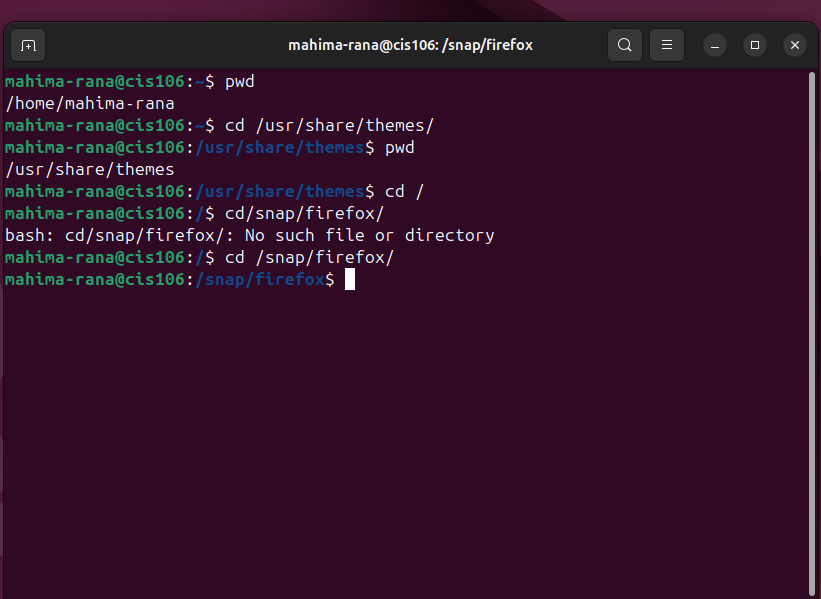 mahima-rana@cis106: /snap/firefox
mahima-rana@cis106:~$ pwd
/home/mahima-rana
mahima-rana@cis106:~$ cd /usr/share/themes/
mahima-rana@cis106:/usr/share/themes$ pwd
/usr/share/themes
mahima-rana@cis106:/usr/share/themes$ cd /
mahima-rana@cis106:/$ cd/snap/firefox/
bash: cd/snap/firefox/: No such file or directory
mahima-rana@cis106:/$ cd /snap/firefox/
mahima-rana@cis106:/snap/firefox$